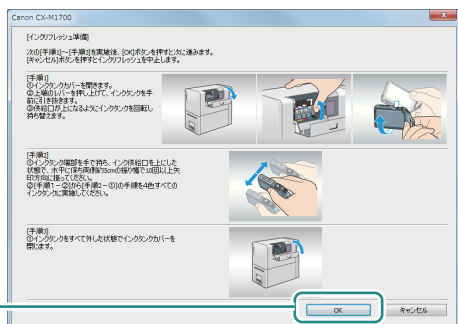 Canon CX-M1700
[インクリフレッシュ準備]
次の[手順1]～[手順3]を実施後、[OK]ボタンを押すと次に進みます。
[キャンセル]ボタンを押すとインクリフレッシュを中止します。
[手順1]
①インクタンクカバーを開きます。
②上端のレバーを押し上げて、インクタンクを手
前に引き抜きます。
③供給口が上になるようにインクタンクを回転し
持ち替えます。
[手順2]
①インクタンク端部を手で持ち、インク供給口を上にした
状態で、水平に保ち両側約5cmの振り幅で10回以上矢
印方向に振ってください。
②[手順1-②]から[手順2-①]の手順を4色すべての
インクタンクに実施してください。
[手順3]
①インクタンクをすべて外した状態でインクタンクカバーを
閉じます。
OK
キャンセル